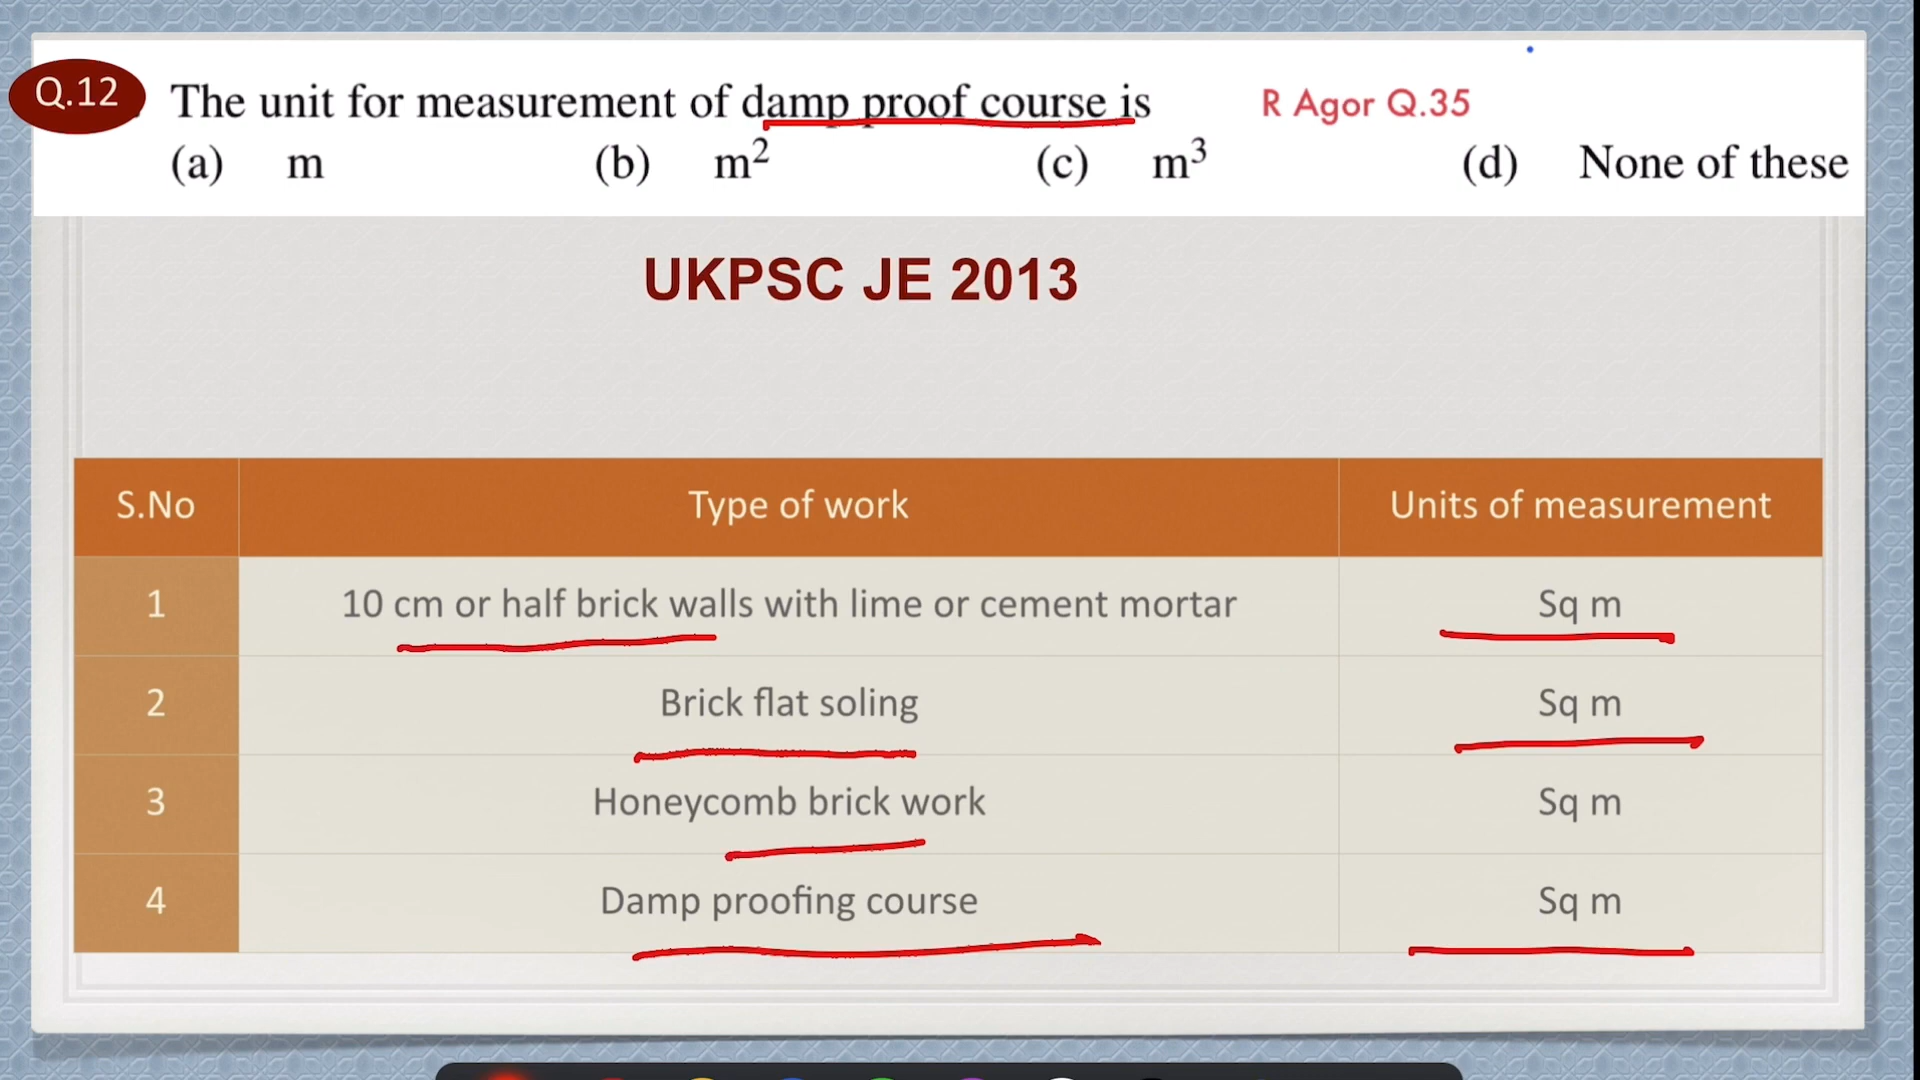 Q.12 The unit for measurement of damp proof course is R Agor Q.35
(a) m (b) m² (c) m³ (d) None of these
UKPSC JE 2013
S.No Type of work Units of measurement
1 10 cm or half brick walls with lime or cement mortar Sq m
2 Brick flat soling Sq m
3 Honeycomb brick work Sq m
4 Damp proofing course Sq m